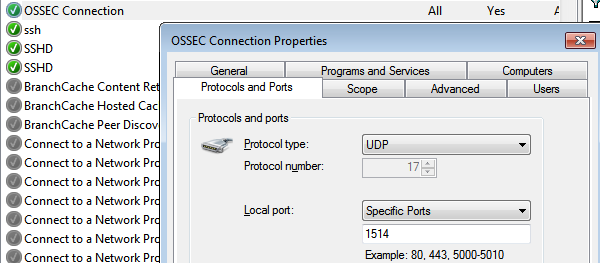 OSSEC Connection All Yes
ssh
SSHD
SSHD
BranchCache Content Ret
BranchCache Hosted Cac
BranchCache Peer Discov
Connect to a Network Pro
Connect to a Network Pro
Connect to a Network Pro
Connect to a Network Pro
Connect to a Network Pro
Connect to a Network Pro
Connect to a Network Pro
OSSEC Connection Properties
General Programs and Services Computers
Protocols and Ports Scope Advanced Users
Protocols and ports
Protocol type: UDP
Protocol number: 17
Local port: Specific Ports
1514
Example: 80, 443, 5000-5010